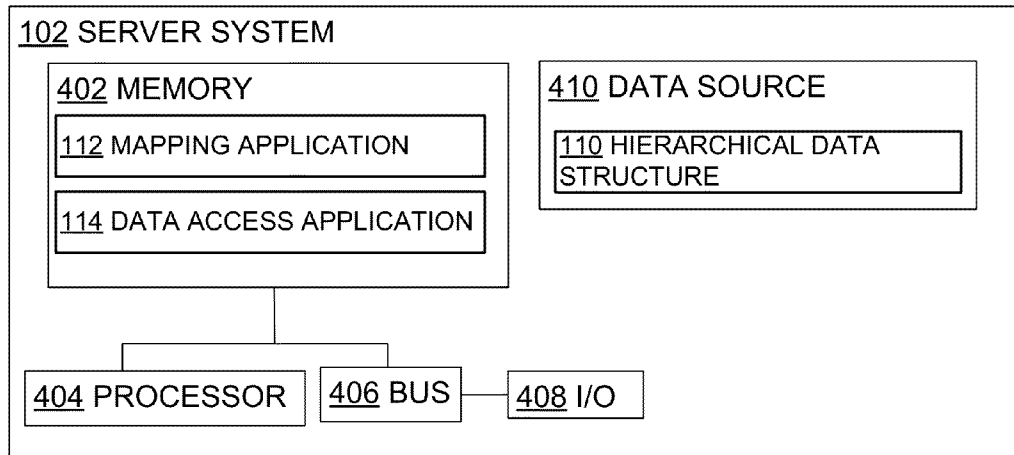 102 SERVER SYSTEM
402 MEMORY
112 MAPPING APPLICATION
114 DATA ACCESS APPLICATION
410 DATA SOURCE
110 HIERARCHICAL DATA
STRUCTURE
404 PROCESSOR
406 BUS
408 I/O